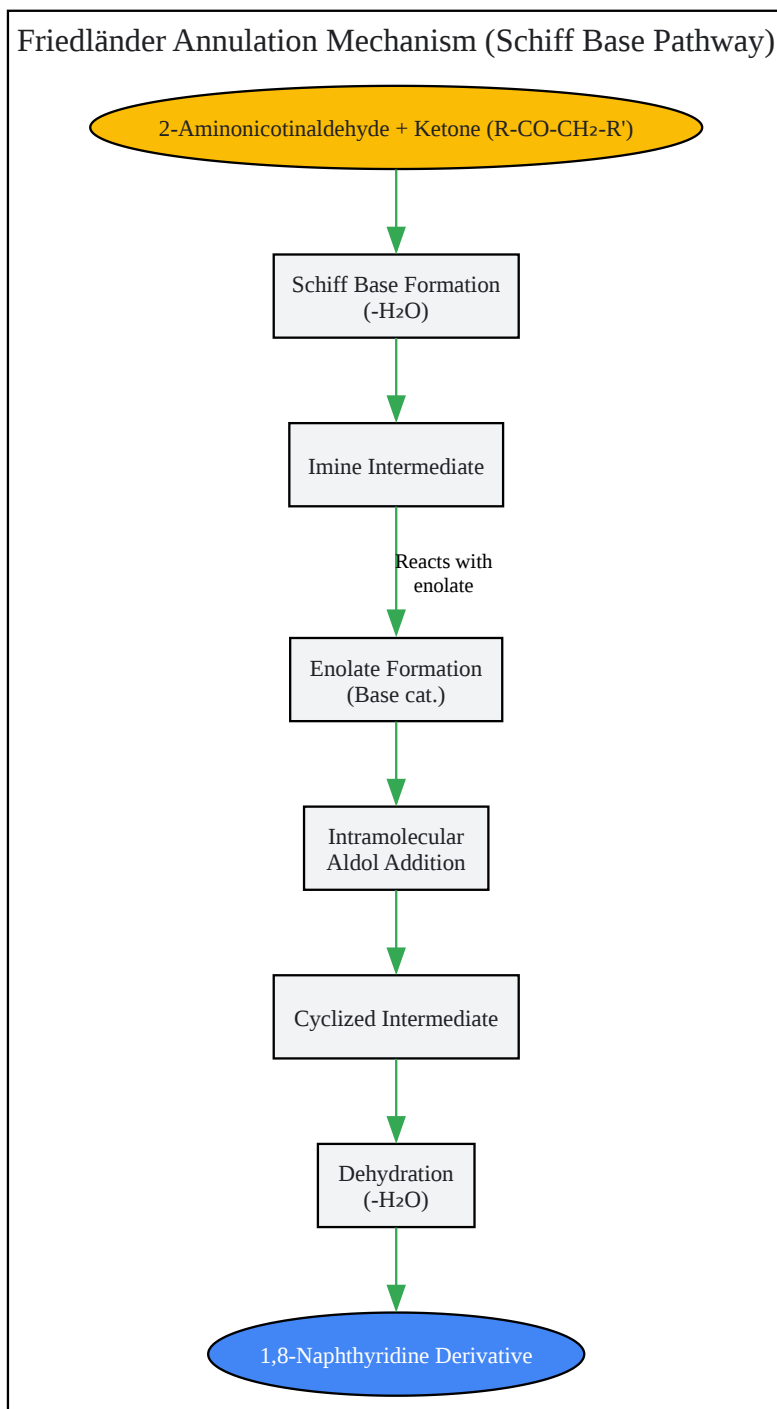 Friedländer Annulation Mechanism (Schiff Base Pathway)
2-Aminonicotinaldehyde + Ketone (R-CO-CH₂-R')
Schiff Base Formation
(-H₂O)
Imine Intermediate
Reacts with
enolate
Enolate Formation
(Base cat.)
Intramolecular
Aldol Addition
Cyclized Intermediate
Dehydration
(-H₂O)
1,8-Naphthyridine Derivative